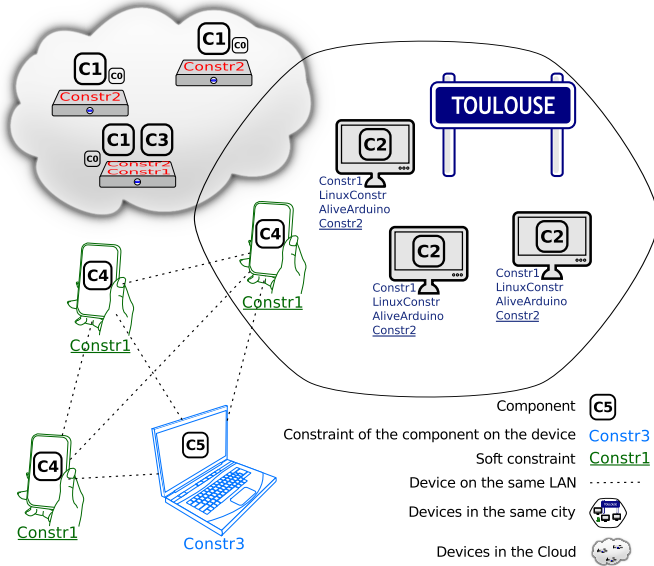 C1
C0
Constr2
C1
C0
Constr2
C1
C3
C0
Constr2
Constr1
TOULOUSE
C2
Constr1
LinuxConstr
AliveArduino
Constr2
C2
Constr1
LinuxConstr
AliveArduino
Constr2
C2
Constr1
LinuxConstr
AliveArduino
Constr2
C4
Constr1
C4
Constr1
C4
Constr1
C5
Constr3
Component
C5
Constraint of the component on the device
Constr3
Soft constraint
Constr1
Device on the same LAN
Devices in the same city
Devices in the Cloud